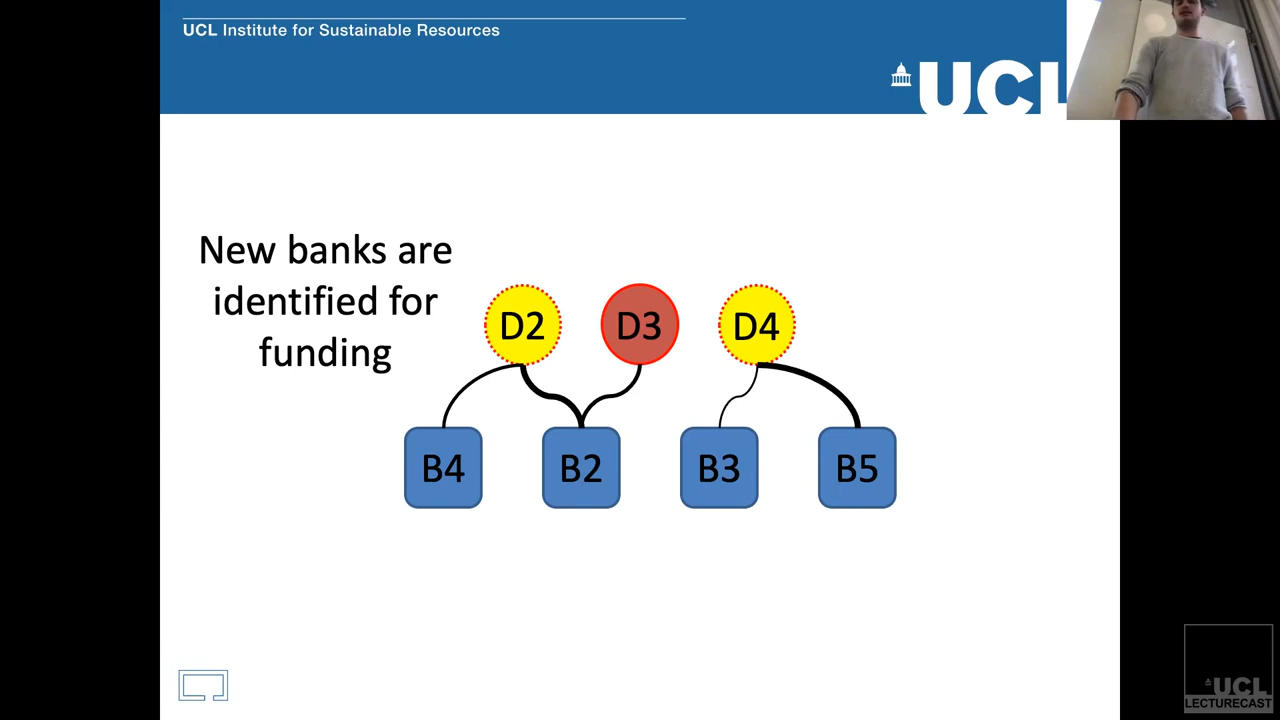 UCL Institute for Sustainable Resources
UCL
New banks are
identified for
funding
D2 D3 D4
B4 B2 B3 B5
UCL
LECTURECAST